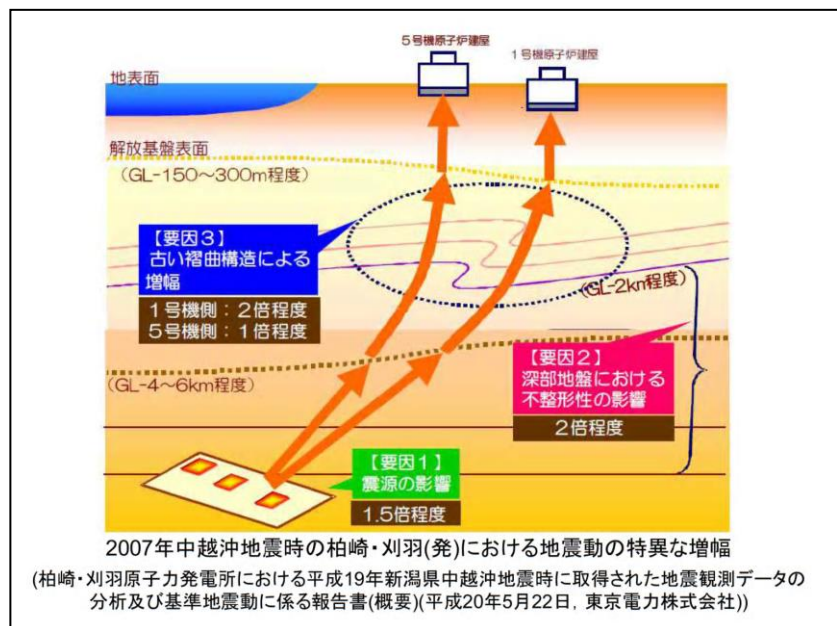 5号機原子炉建屋
1号機原子炉建屋
地表面
解放基盤表面
(GL-150～300m程度)
【要因3】
古い褶曲構造による
増幅
1号機側：2倍程度
5号機側：1倍程度
(GL-2km程度)
【要因2】
深部地盤における
不整形性の影響
2倍程度
(GL-4～6km程度)
【要因1】
震源の影響
1.5倍程度
2007年中越沖地震時の柏崎・刈羽(発)における地震動の特異な増幅
(柏崎・刈羽原子力発電所における平成19年新潟県中越沖地震時に取得された地震観測データの
分析及び基準地震動に係る報告書(概要)(平成20年5月22日，東京電力株式会社))